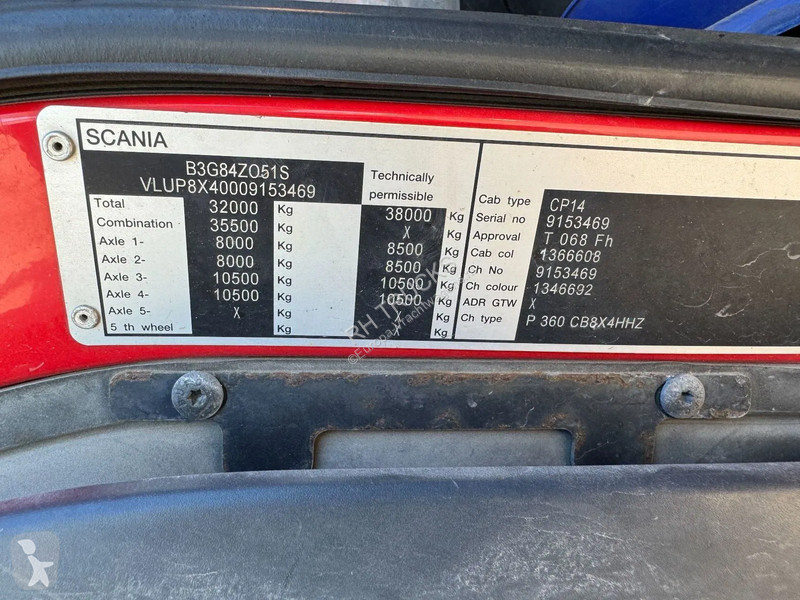 SCANIA
B3G84ZO51S
VLUP8X40009153469
Technically
permissible
Total 32000 Kg 38000 Kg
Combination 35500 Kg X Kg
Axle 1- 8000 Kg 8500 Kg
Axle 2- 8000 Kg 8500 Kg
Axle 3- 10500 Kg 10500 Kg
Axle 4- 10500 Kg 10500 Kg
Axle 5- X Kg X Kg
5 th wheel Kg Kg
Cab type CP14
Serial no 9153469
Approval T 068 Fh
Cab col 1366608
Ch No 9153469
Ch colour 1346692
ADR GTW X
Ch type P 360 CB8X4HHZ
RH TRUCK©